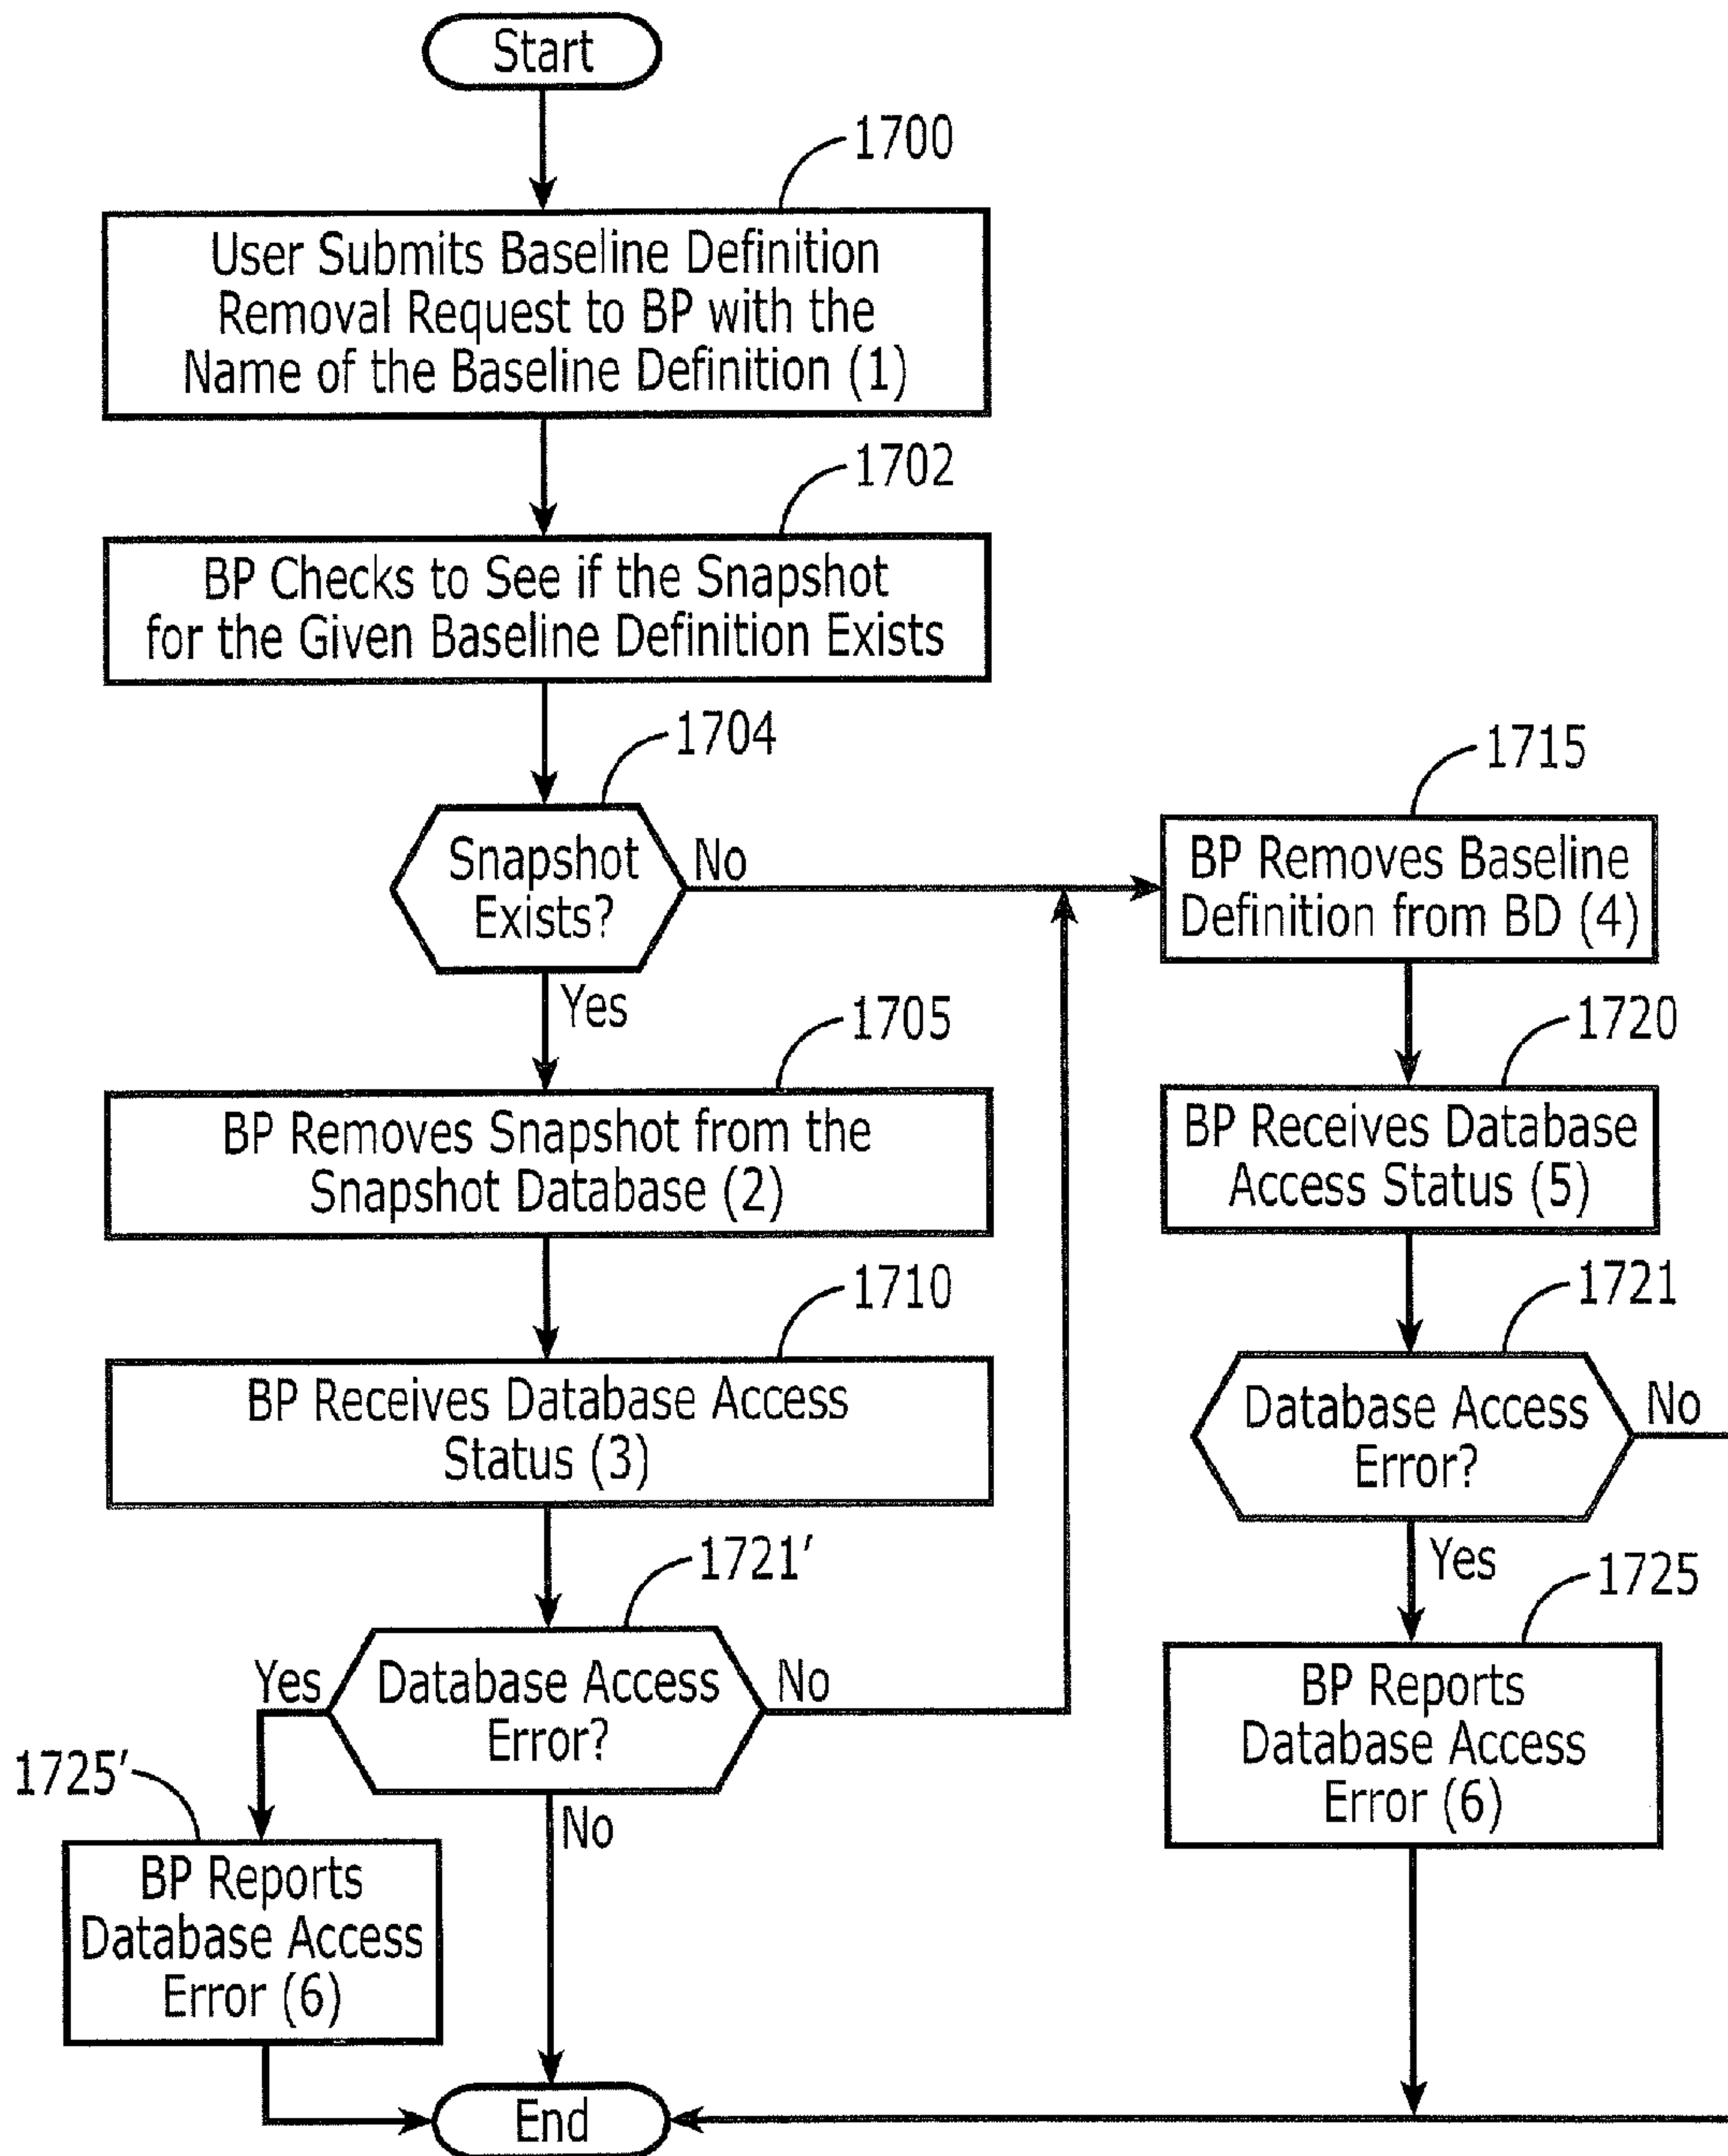 Start
1700
User Submits Baseline Definition
Removal Request to BP with the
Name of the Baseline Definition (1)
1702
BP Checks to See if the Snapshot
for the Given Baseline Definition Exists
1704
Snapshot
Exists?
No
Yes
1705
BP Removes Snapshot from the
Snapshot Database (2)
1710
BP Receives Database Access
Status (3)
1721'
Database Access
Error?
Yes
No
No
1725'
BP Reports
Database Access
Error (6)
1715
BP Removes Baseline
Definition from BD (4)
1720
BP Receives Database
Access Status (5)
1721
Database Access
Error?
No
Yes
1725
BP Reports
Database Access
Error (6)
End